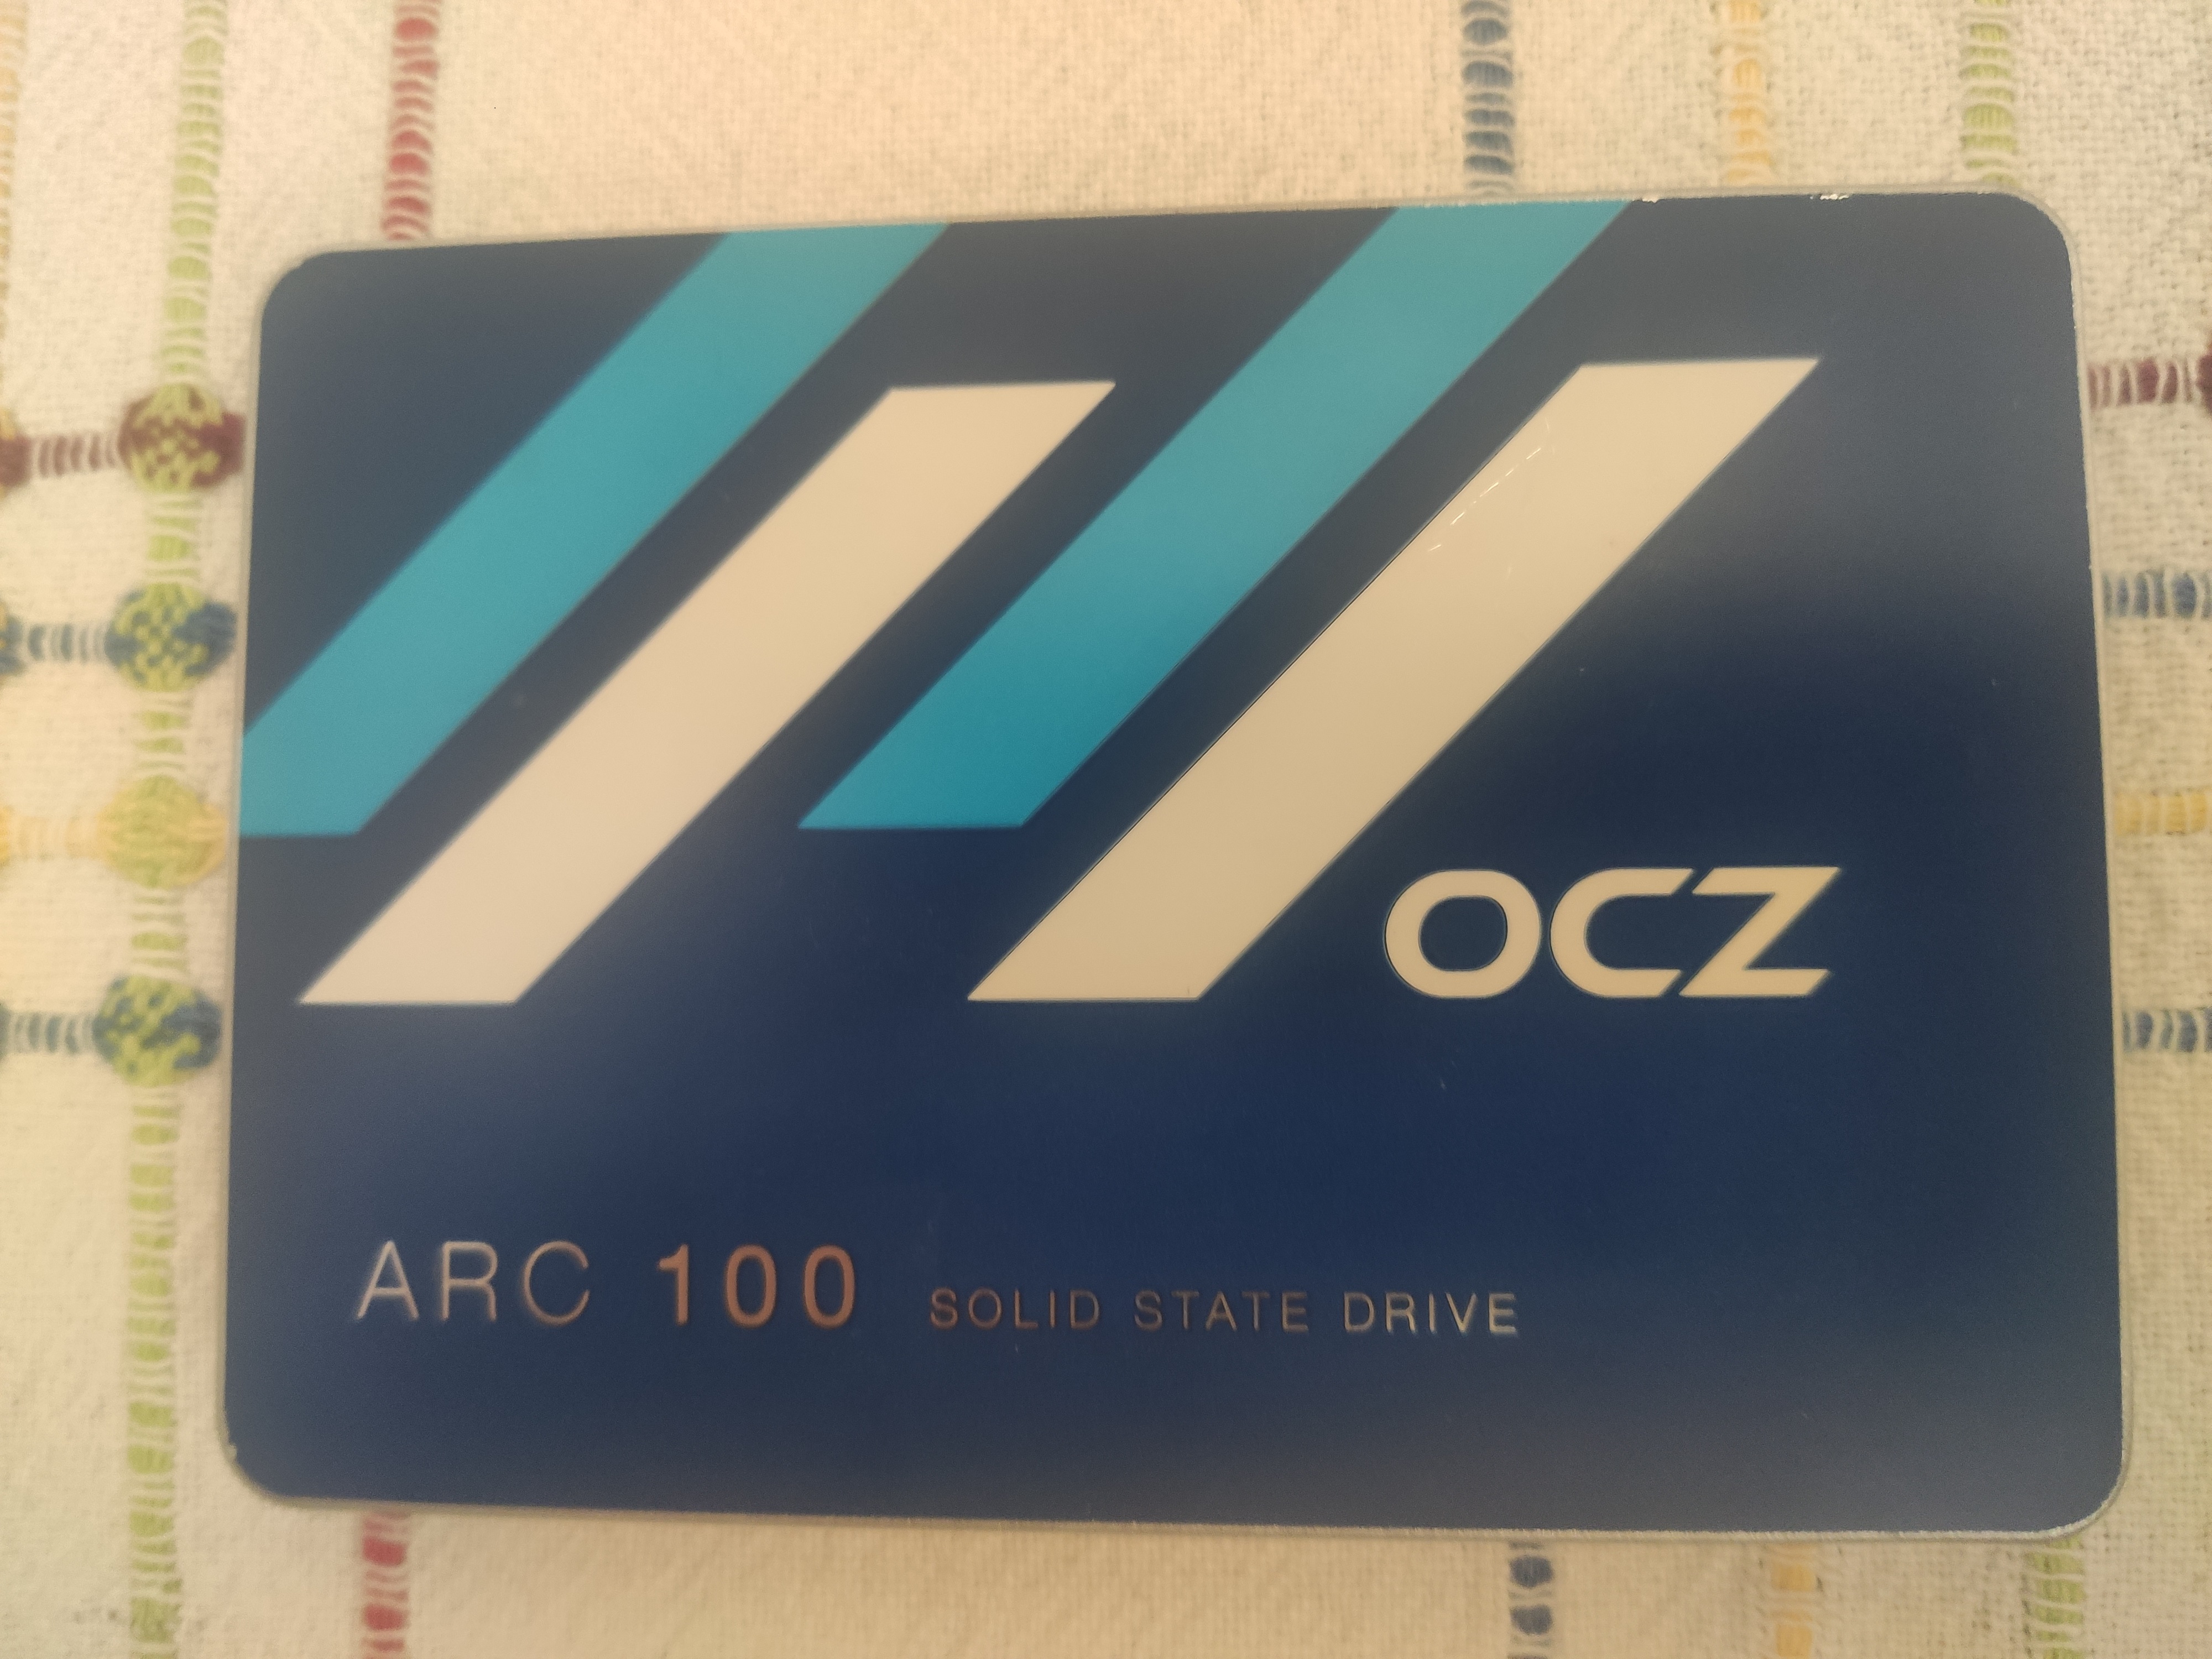 OCZ
ARC 100 SOLID STATE DRIVE